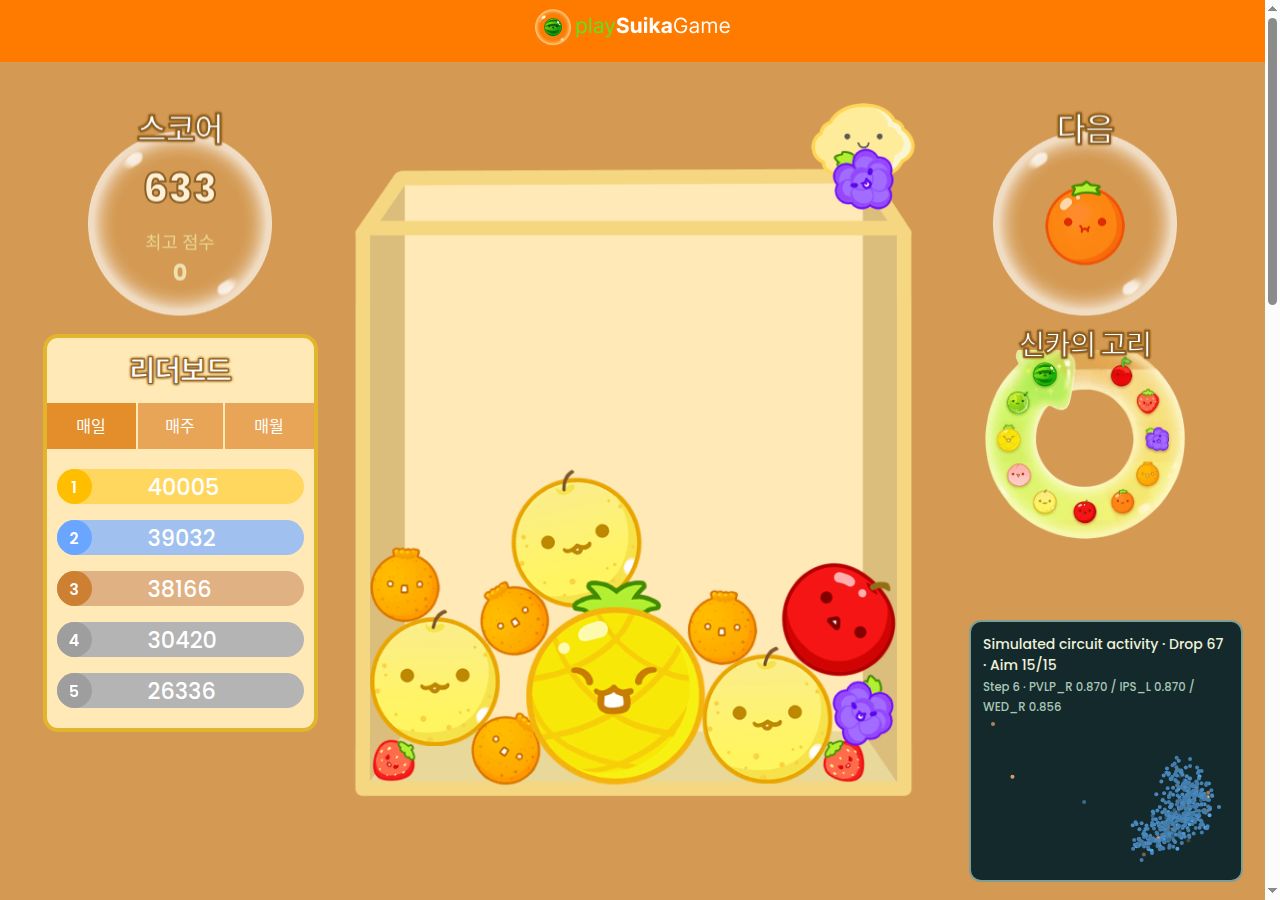 playSuikaGame
스코어
633
최고 점수
0
리더보드
매일 매주 매월
1 40005
2 39032
3 38166
4 30420
5 26336
다음
신카의 고리
Simulated circuit activity · Drop 67
· Aim 15/15
Step 6 · PVLP_R 0.870 / IPS_L 0.870 /
WED_R 0.856